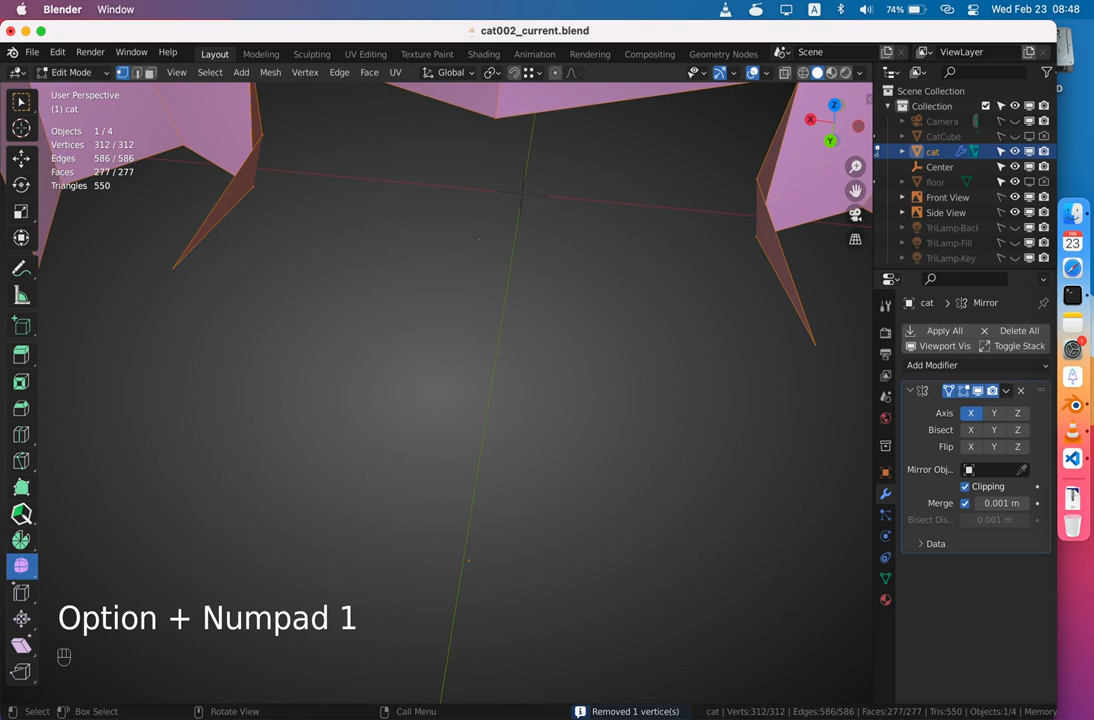 Blender Window A 74% Wed Feb 23 08:48
cat002_current.blend
File Edit Render Window Help Layout Modeling Sculpting UV Editing Texture Paint Shading Animation Rendering Compositing Geometry Nodes Scene ViewLayer
Edit Mode View Select Add Mesh Vertex Edge Face UV Global
User Perspective
(1) cat
Objects 1 / 4
Vertices 312 / 312
Edges 586 / 586
Faces 277 / 277
Triangles 550
Z
X
Y
Scene Collection
Collection
Camera
CatCube
cat
Center
floor
Front View
Side View
TriLamp-Back
TriLamp-Fill
TriLamp-Key
FEB
23
1
cat > Mirror
Apply All Delete All
Viewport Vis Toggle Stack
Add Modifier
Axis X Y Z
Bisect X Y Z
Flip X Y Z
Mirror Obj...
Clipping
Merge 0.001 m
Bisect Dis... 0.001 m
Data
Option + Numpad 1
Select Box Select Rotate View Call Menu Removed 1 vertice(s) cat | Verts:312/312 | Edges:586/586 | Faces:277/277 | Tris:550 | Objects:1/4 | Memory